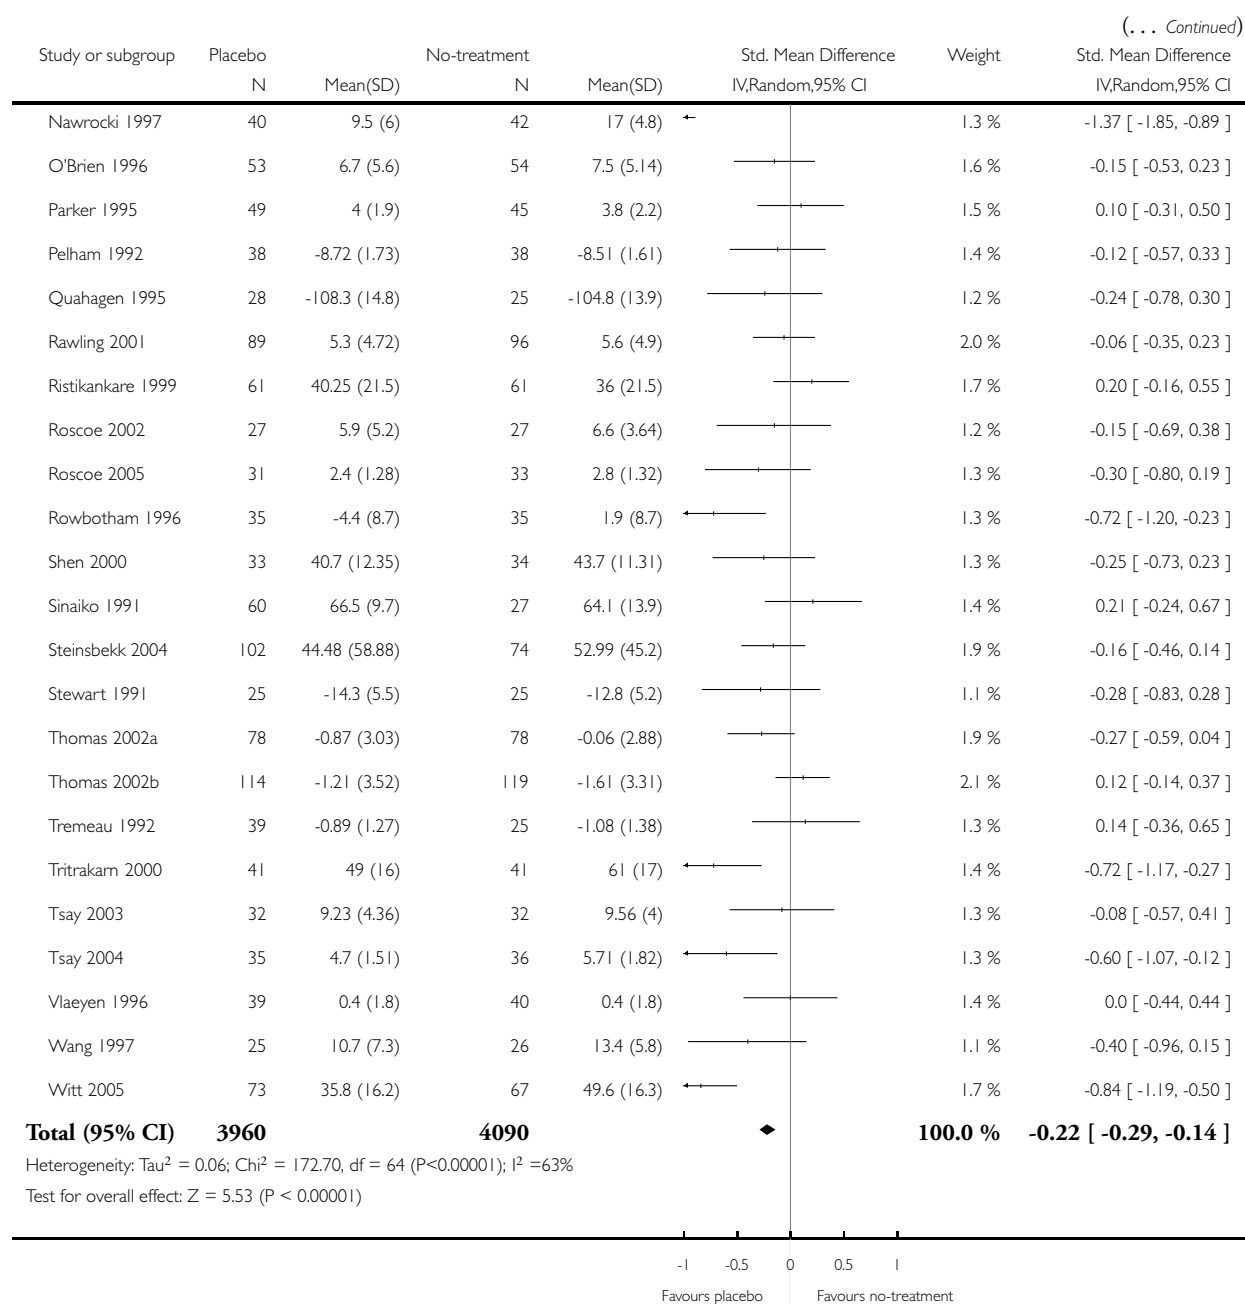 (... Continued)
Study or subgroup Placebo No-treatment Std. Mean Difference Weight Std. Mean Difference
N Mean(SD) N Mean(SD) IV,Random,95% CI IV,Random,95% CI
Nawrocki 1997 40 9.5 (6) 42 17 (4.8) 1.3 % -1.37 [ -1.85, -0.89 ]
O'Brien 1996 53 6.7 (5.6) 54 7.5 (5.14) 1.6 % -0.15 [ -0.53, 0.23 ]
Parker 1995 49 4 (1.9) 45 3.8 (2.2) 1.5 % 0.10 [ -0.31, 0.50 ]
Pelham 1992 38 -8.72 (1.73) 38 -8.51 (1.61) 1.4 % -0.12 [ -0.57, 0.33 ]
Quahagen 1995 28 -108.3 (14.8) 25 -104.8 (13.9) 1.2 % -0.24 [ -0.78, 0.30 ]
Rawling 2001 89 5.3 (4.72) 96 5.6 (4.9) 2.0 % -0.06 [ -0.35, 0.23 ]
Ristikankare 1999 61 40.25 (21.5) 61 36 (21.5) 1.7 % 0.20 [ -0.16, 0.55 ]
Roscoe 2002 27 5.9 (5.2) 27 6.6 (3.64) 1.2 % -0.15 [ -0.69, 0.38 ]
Roscoe 2005 31 2.4 (1.28) 33 2.8 (1.32) 1.3 % -0.30 [ -0.80, 0.19 ]
Rowbotham 1996 35 -4.4 (8.7) 35 1.9 (8.7) 1.3 % -0.72 [ -1.20, -0.23 ]
Shen 2000 33 40.7 (12.35) 34 43.7 (11.31) 1.3 % -0.25 [ -0.73, 0.23 ]
Sinaiko 1991 60 66.5 (9.7) 27 64.1 (13.9) 1.4 % 0.21 [ -0.24, 0.67 ]
Steinsbekk 2004 102 44.48 (58.88) 74 52.99 (45.2) 1.9 % -0.16 [ -0.46, 0.14 ]
Stewart 1991 25 -14.3 (5.5) 25 -12.8 (5.2) 1.1 % -0.28 [ -0.83, 0.28 ]
Thomas 2002a 78 -0.87 (3.03) 78 -0.06 (2.88) 1.9 % -0.27 [ -0.59, 0.04 ]
Thomas 2002b 114 -1.21 (3.52) 119 -1.61 (3.31) 2.1 % 0.12 [ -0.14, 0.37 ]
Tremeau 1992 39 -0.89 (1.27) 25 -1.08 (1.38) 1.3 % 0.14 [ -0.36, 0.65 ]
Tritrakarn 2000 41 49 (16) 41 61 (17) 1.4 % -0.72 [ -1.17, -0.27 ]
Tsay 2003 32 9.23 (4.36) 32 9.56 (4) 1.3 % -0.08 [ -0.57, 0.41 ]
Tsay 2004 35 4.7 (1.51) 36 5.71 (1.82) 1.3 % -0.60 [ -1.07, -0.12 ]
Vlaeyen 1996 39 0.4 (1.8) 40 0.4 (1.8) 1.4 % 0.0 [ -0.44, 0.44 ]
Wang 1997 25 10.7 (7.3) 26 13.4 (5.8) 1.1 % -0.40 [ -0.96, 0.15 ]
Witt 2005 73 35.8 (16.2) 67 49.6 (16.3) 1.7 % -0.84 [ -1.19, -0.50 ]
Total (95% CI) 3960 4090 100.0 % -0.22 [ -0.29, -0.14 ]
Heterogeneity: Tau² = 0.06; Chi² = 172.70, df = 64 (P<0.00001); I² =63%
Test for overall effect: Z = 5.53 (P < 0.00001)
-1 -0.5 0 0.5 1
Favours placebo Favours no-treatment